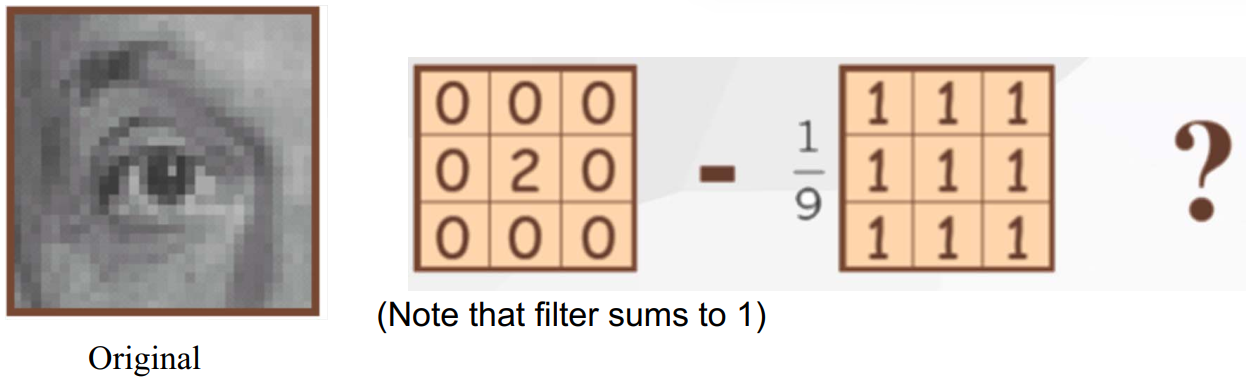 0 0 0 1 1 1
0 2 0 - 1/9 1 1 1 ?
0 0 0 1 1 1
(Note that filter sums to 1)
Original